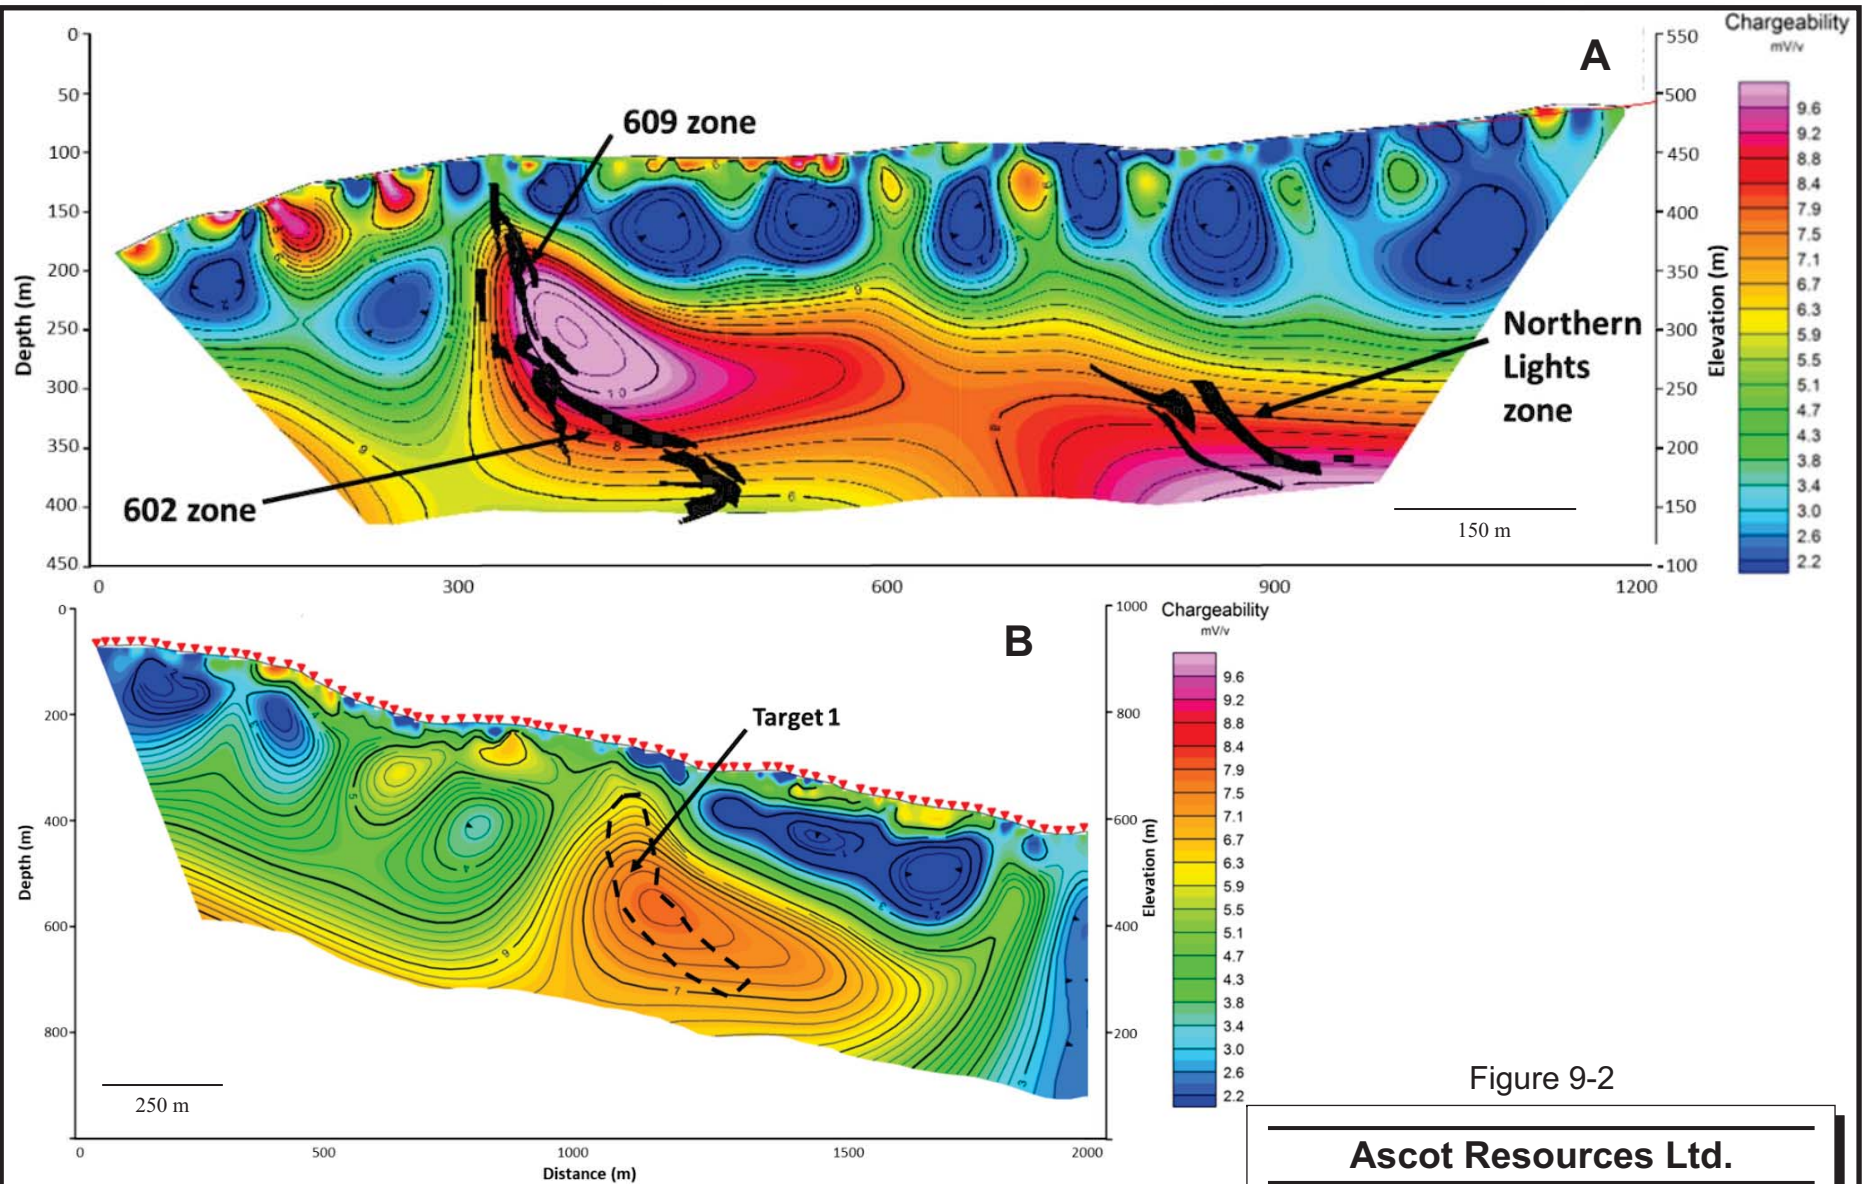 A
Chargeability
mV/v
0
50
100
150
200
250
300
350
400
450
Depth (m)
609 zone
602 zone
Northern
Lights
zone
150 m
550
500
450
400
350
300
250
200
150
-100
Elevation (m)
9.6
9.2
8.8
8.4
7.9
7.5
7.1
6.7
6.3
5.9
5.5
5.1
4.7
4.3
3.8
3.4
3.0
2.6
2.2
0 300 600 900 1200
B
Chargeability
mV/v
0
200
400
600
800
Depth (m)
Target 1
250 m
1000
800
600
400
200
Elevation (m)
9.6
9.2
8.8
8.4
7.9
7.5
7.1
6.7
6.3
5.9
5.5
5.1
4.7
4.3
3.8
3.4
3.0
2.6
2.2
0 500 1000 1500 2000
Distance (m)
Figure 9-2
Ascot Resources Ltd.